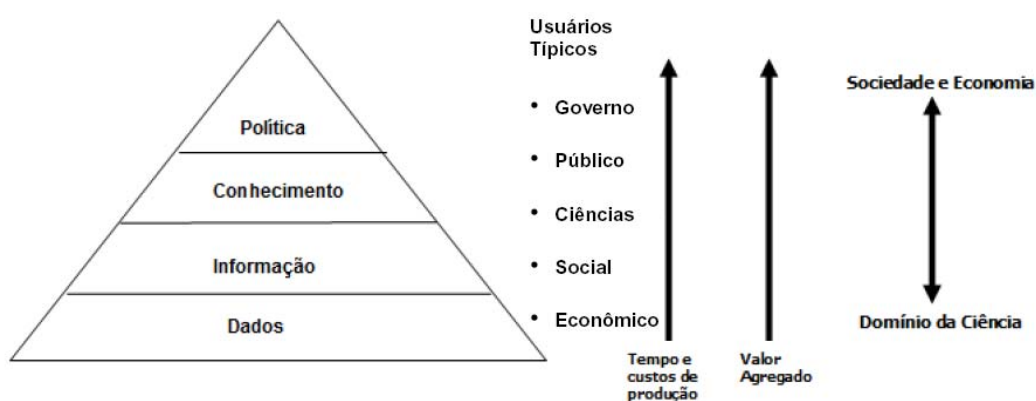 Política
Conhecimento
Informação
Dados
Usuários
Típicos
• Governo
• Público
• Ciências
• Social
• Econômico
Tempo e
custos de
produção
Valor
Agregado
Sociedade e Economia
Domínio da Ciência